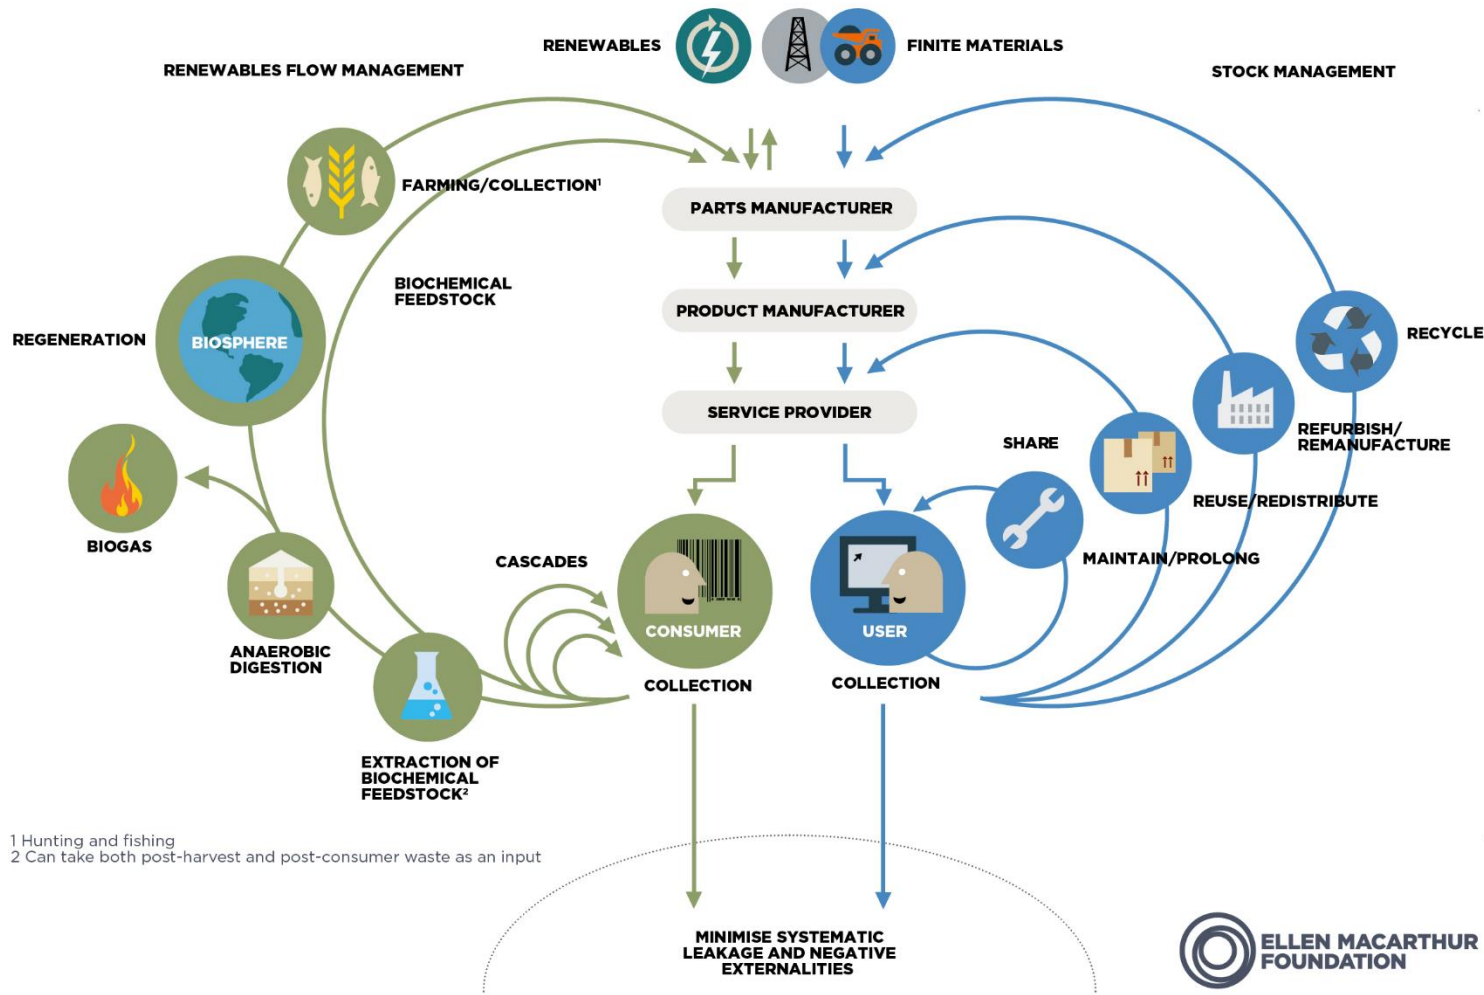 RENEWABLES
FINITE MATERIALS
RENEWABLES FLOW MANAGEMENT
STOCK MANAGEMENT
FARMING/COLLECTION¹
PARTS MANUFACTURER
BIOCHEMICAL
FEEDSTOCK
PRODUCT MANUFACTURER
REGENERATION
BIOSPHERE
RECYCLE
SERVICE PROVIDER
SHARE
REFURBISH/
REMANUFACTURE
REUSE/REDISTRIBUTE
BIOGAS
CASCADES
MAINTAIN/PROLONG
CONSUMER
USER
ANAEROBIC
DIGESTION
COLLECTION
COLLECTION
EXTRACTION OF
BIOCHEMICAL
FEEDSTOCK²
1 Hunting and fishing
2 Can take both post-harvest and post-consumer waste as an input
MINIMISE SYSTEMATIC
LEAKAGE AND NEGATIVE
EXTERNALITIES
ELLEN MACARTHUR
FOUNDATION